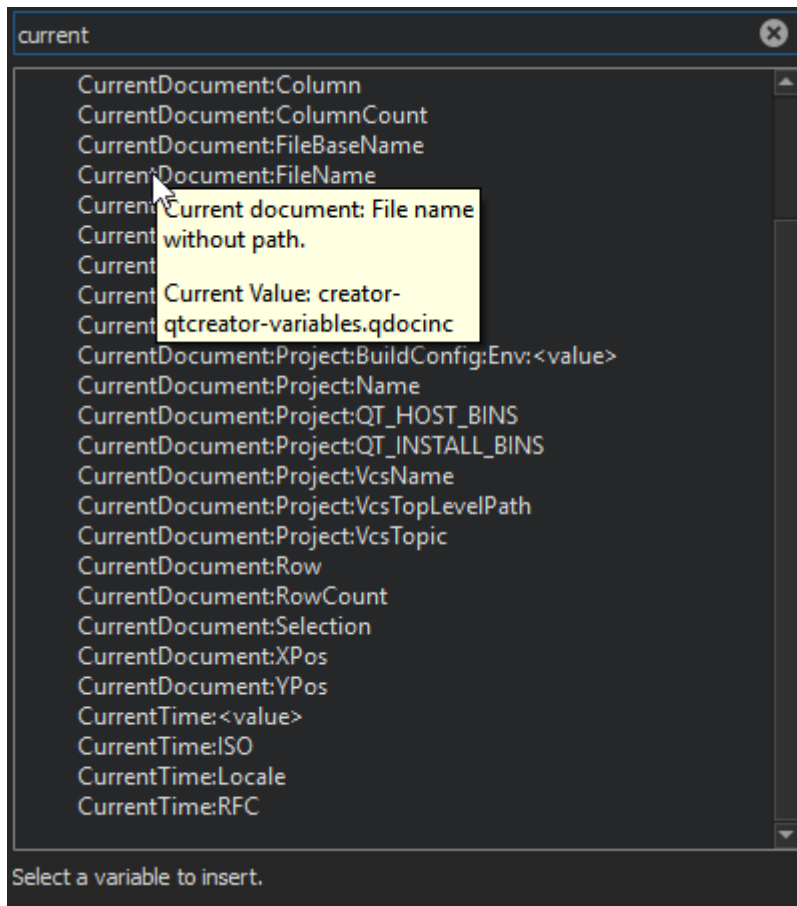 current
CurrentDocument:Column
CurrentDocument:ColumnCount
CurrentDocument:FileBaseName
CurrentDocument:FileName
Current
Current
Current
Current
Current
Current document: File name
without path.
Current Value: creator-
qtcreator-variables.qdocinc
CurrentDocument:Project:BuildConfig:Env:<value>
CurrentDocument:Project:Name
CurrentDocument:Project:QT_HOST_BINS
CurrentDocument:Project:QT_INSTALL_BINS
CurrentDocument:Project:VcsName
CurrentDocument:Project:VcsTopLevelPath
CurrentDocument:Project:VcsTopic
CurrentDocument:Row
CurrentDocument:RowCount
CurrentDocument:Selection
CurrentDocument:XPos
CurrentDocument:YPos
CurrentTime:<value>
CurrentTime:ISO
CurrentTime:Locale
CurrentTime:RFC
Select a variable to insert.